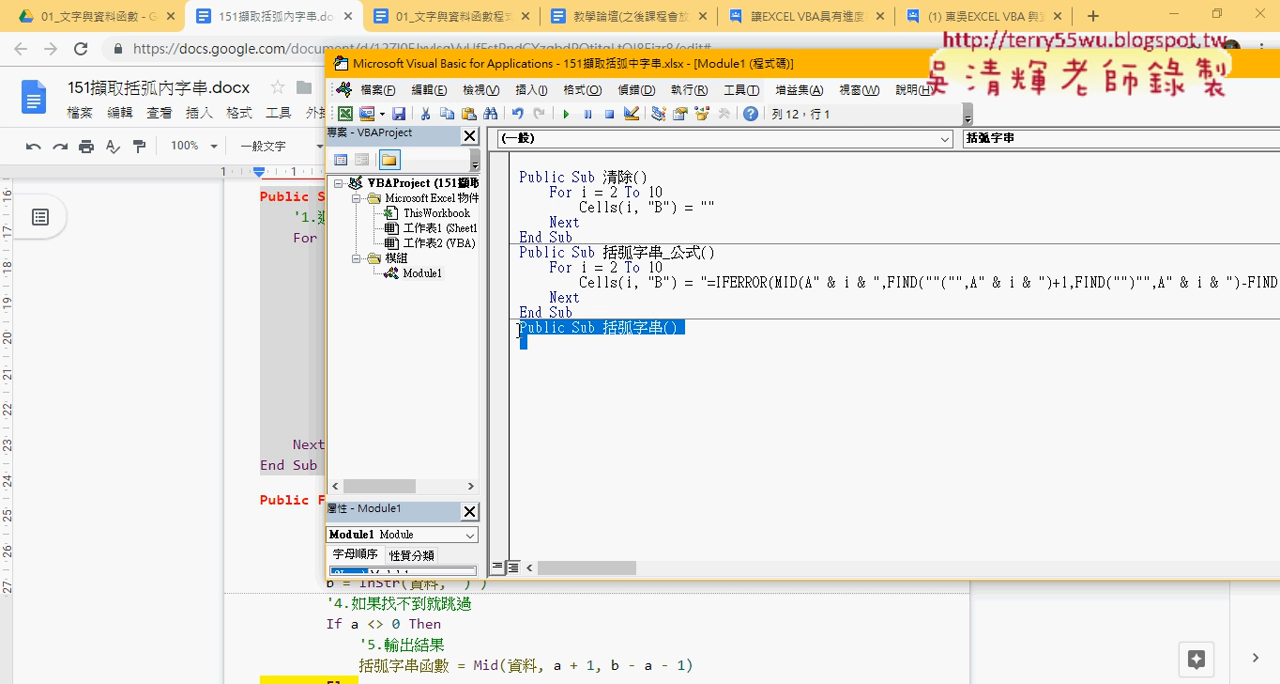 01_文字與資料函數 - G
151擷取括弧內字串.do
01_文字與資料函數程式
教學論壇(之後課程會放
讓EXCEL VBA具有進度
(1) 東吳EXCEL VBA 與
https://docs.google.com/document/d/
http://terry55wu.blogspot.tw
吳清輝老師錄製
151擷取括弧內字串.docx
檔案 編輯 查看 插入 格式 工具 外掛
100% 一般文字
Microsoft Visual Basic for Applications - 151擷取括弧中字串.xlsx - [Module1 (程式碼)]
檔案(F) 編輯(E) 檢視(V) 插入(I) 格式(O) 偵錯(D) 執行(R) 工具(T) 增益集(A) 視窗(W) 說明(H)
列 12，行 1
專案 - VBAProject
(一般)
括弧字串
VBAProject (151擷取
Microsoft Excel 物件
ThisWorkbook
工作表1 (Sheet1
工作表2 (VBA)
模組
Module1
屬性 - Module1
Module1 Module
字母順序 性質分類
Public Sub 清除()
For i = 2 To 10
Cells(i, "B") = ""
Next
End Sub
Public Sub 括弧字串_公式()
For i = 2 To 10
Cells(i, "B") = "=IFERROR(MID(A" & i & ",FIND(""("",A" & i & ")+1,FIND("")"",A" & i & ")-FIND
Next
End Sub
Public Sub 括弧字串()
Public S
'1.
For
Next
End Sub
Public F
b = InStr(資料, ")")
'4.如果找不到就跳過
If a <> 0 Then
'5.輸出結果
括弧字串函數 = Mid(資料, a + 1, b - a - 1)